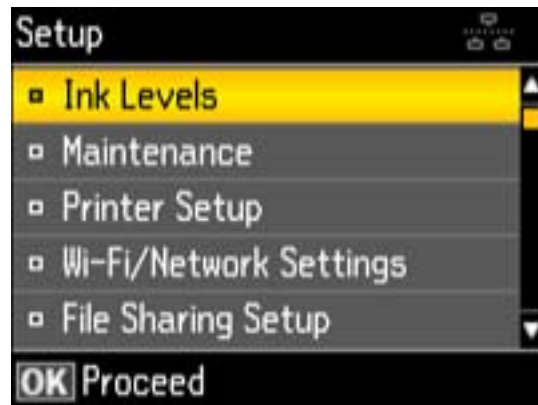 Setup
Ink Levels
Maintenance
Printer Setup
Wi-Fi/Network Settings
File Sharing Setup
OK Proceed